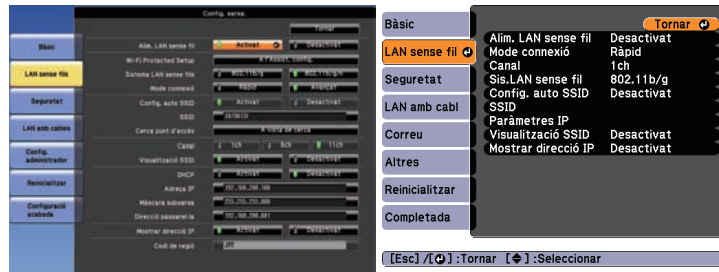 Config. xarxa:
Tornar
Bàsic
LAN sense fils
Seguretat
LAN amb cables
Config. administrador
Reinicialitzar
Configuració acabada
Alim. LAN sense fil Activat Desactivat
Wi-Fi Protected Setup A l'Assist. config.
Sistema LAN sense fils 802.11b/g 802.11b/g/n
Mode connexió Ràpid Avançat
Config. auto SSID Activat Desactivat
SSID
Cerca punt d'accés A vista de cerca
Canal 1ch 6ch 11ch
Visualització SSID Activat Desactivat
DHCP Activat Desactivat
Adreça IP
Màscara subxarxa 255.255.255.000
Direcció passarel·la
Mostrar direcció IP Activat Desactivat
Codi de regió
Bàsic
LAN sense fil
Seguretat
LAN amb cabl
Correu
Altres
Reinicialitzar
Completada
Tornar
Alim. LAN sense fil Desactivat
Mode connexió Ràpid
Canal 1ch
Sis.LAN sense fil 802.11b/g
Config. auto SSID Desactivat
SSID
Paràmetres IP
Visualització SSID Desactivat
Mostrar direcció IP Desactivat
[Esc] /[ ] :Tornar [ ] :Seleccionar